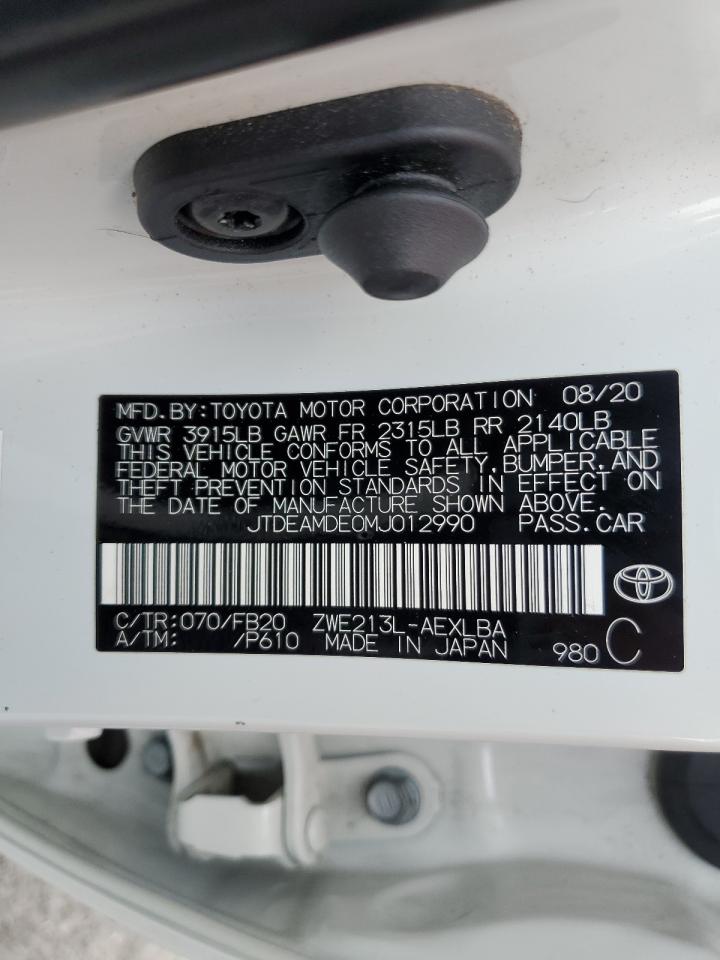 MFD.BY:TOYOTA MOTOR CORPORATION 08/20
GVWR 3915LB GAWR FR 2315LB RR 2140LB
THIS VEHICLE CONFORMS TO ALL APPLICABLE
FEDERAL MOTOR VEHICLE SAFETY,BUMPER,AND
THEFT PREVENTION STANDARDS IN EFFECT ON
THE DATE OF MANUFACTURE SHOWN ABOVE.
JTDEAMDE0MJ012990 PASS.CAR
C/TR:070/FB20 ZWE213L-AEXLBA
A/TM: /P610 MADE IN JAPAN 980 C